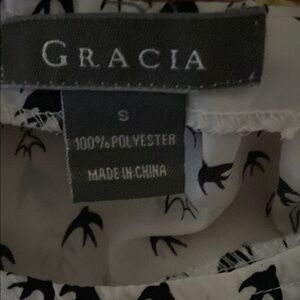 GRACIA
S
100% POLYESTER
MADE IN CHINA